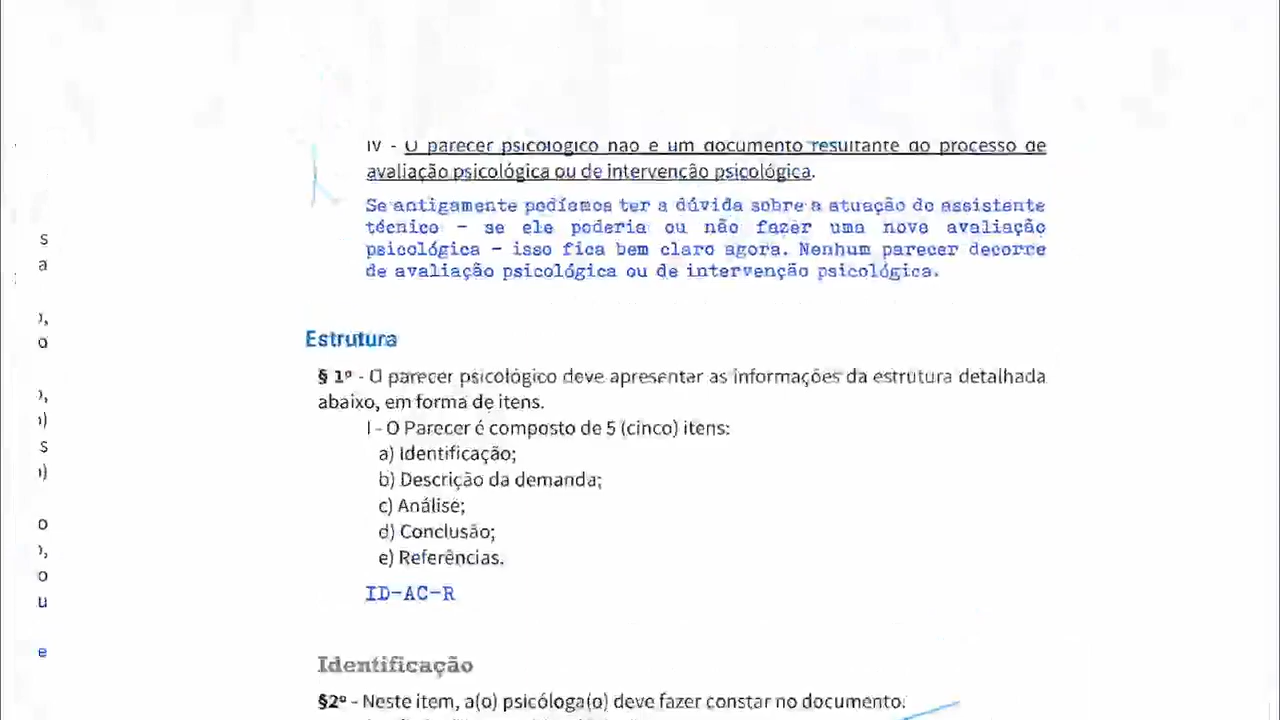 IV - O parecer psicológico não é um documento resultante do processo de
avaliação psicológica ou de intervenção psicológica.
Se antigamente podíamos ter a dúvida sobre a atuação do assistente
técnico - se ele poderia ou não fazer uma nova avaliação
psicológica - isso fica bem claro agora. Nenhum parecer decorre
de avaliação psicológica ou de intervenção psicológica.
Estrutura
§ 1º - O parecer psicológico deve apresentar as informações da estrutura detalhada
abaixo, em forma de itens.
I - O Parecer é composto de 5 (cinco) itens:
a) Identificação;
b) Descrição da demanda;
c) Análise;
d) Conclusão;
e) Referências.
ID-AC-R
Identificação
§2º - Neste item, a(o) psicóloga(o) deve fazer constar no documento: